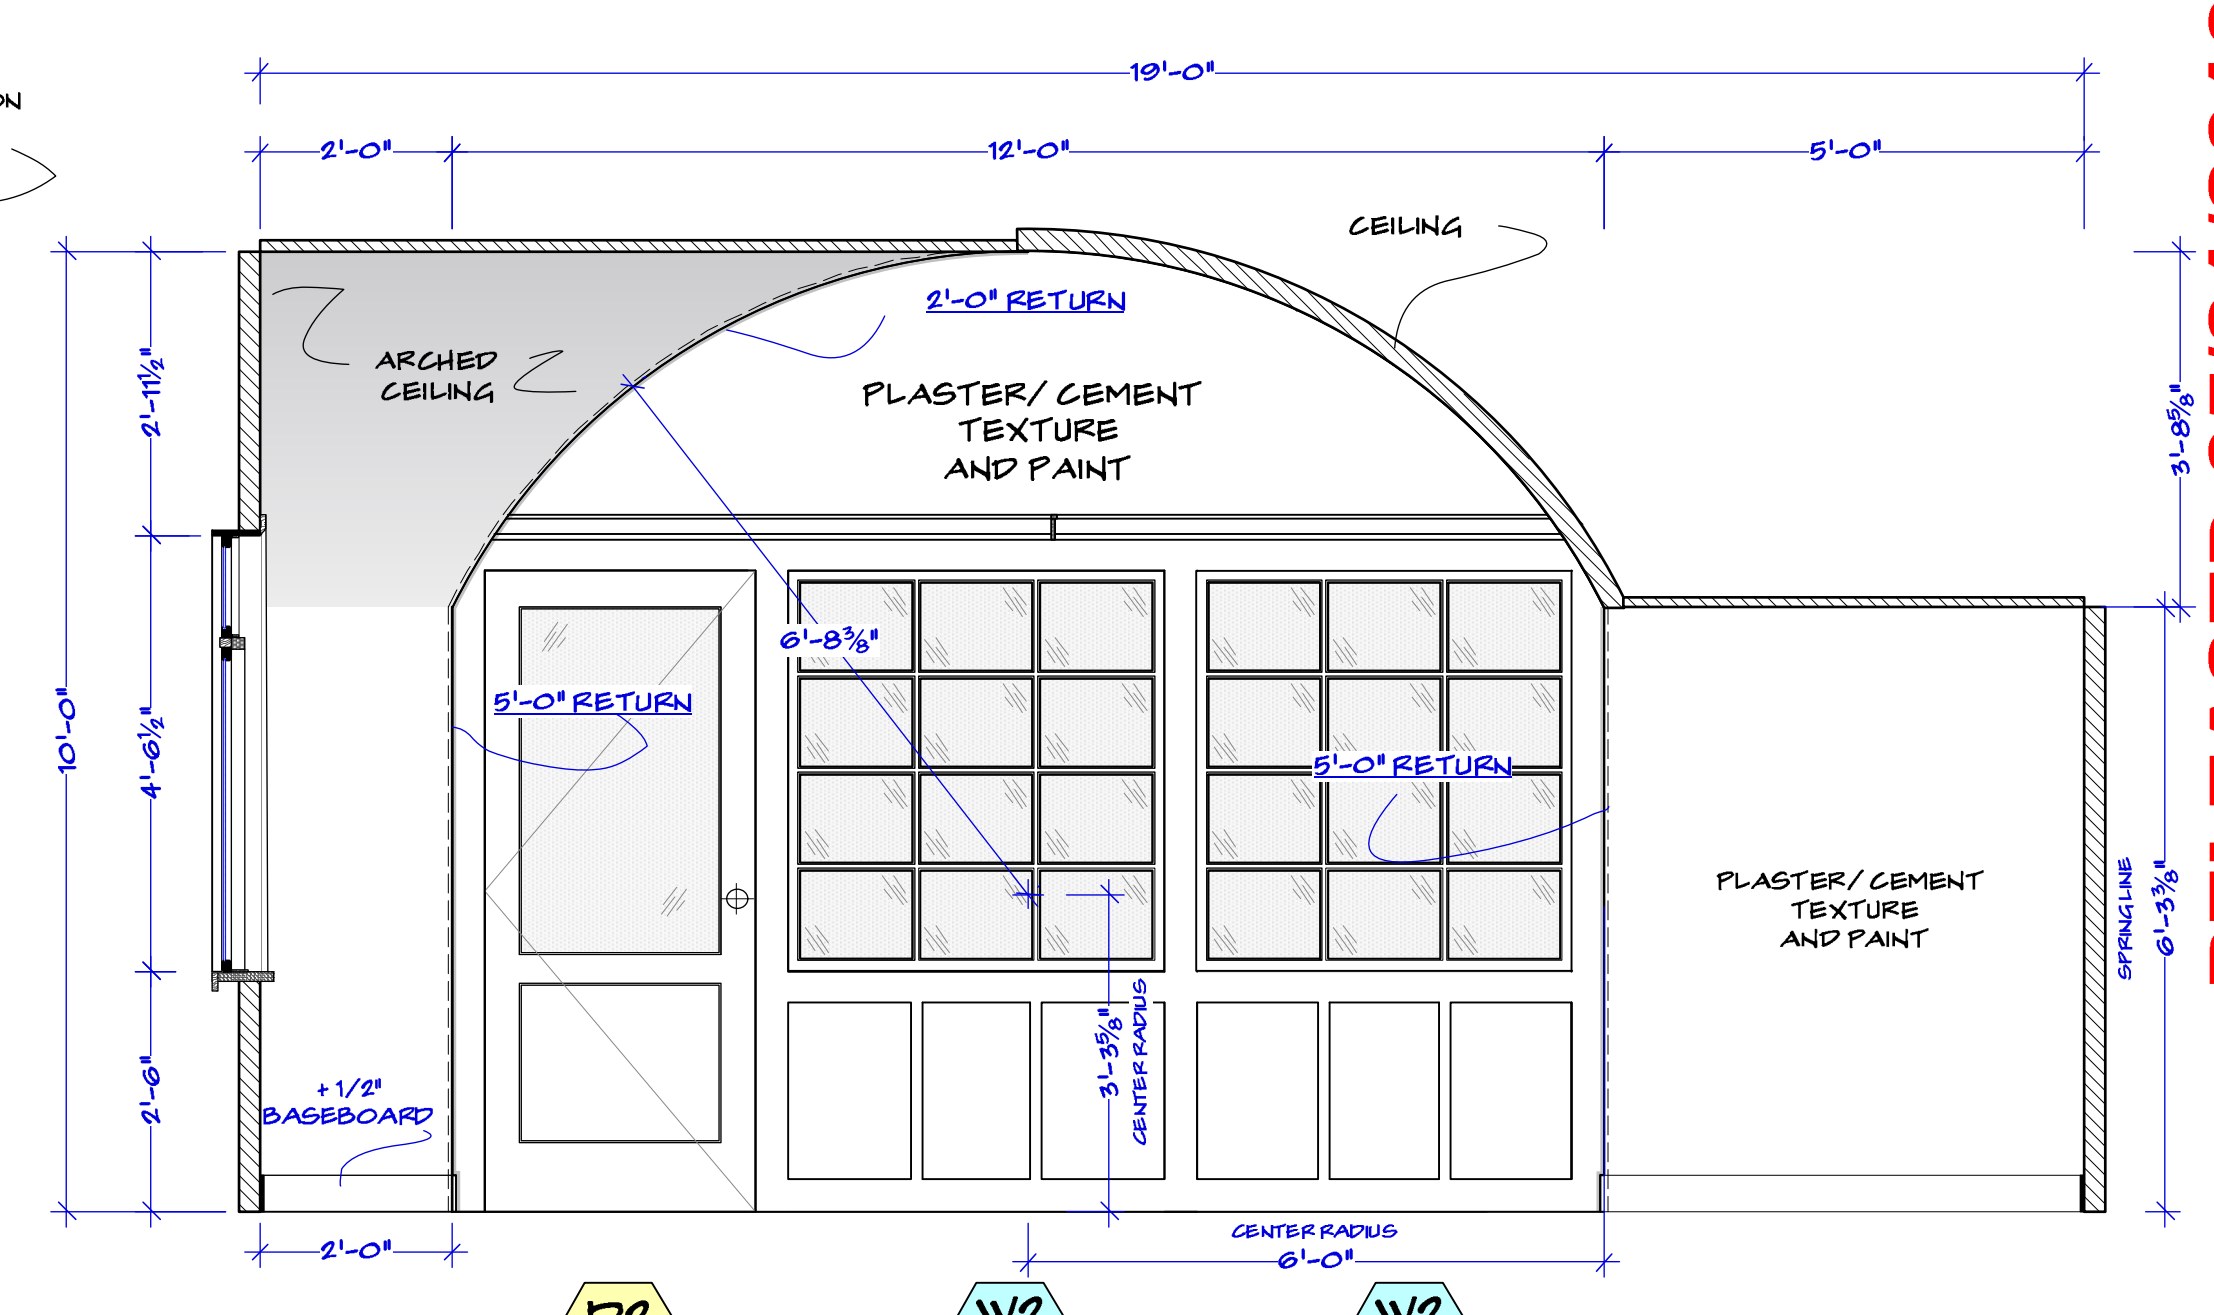 19'-0"
2'-0"
12'-0"
5'-0"
CEILING
2'-0" RETURN
ARCHED
CEILING
PLASTER/ CEMENT
TEXTURE
AND PAINT
2'-11½"
3'-8⅝"
6'-8⅜"
5'-0" RETURN
10'-0"
4'-6½"
5'-0" RETURN
PLASTER/ CEMENT
TEXTURE
AND PAINT
SPRING LINE
6'-3⅜"
3'-3⅝"
CENTER RADIUS
2'-6"
+ 1/2"
BASEBOARD
CENTER RADIUS
2'-0"
6'-0"